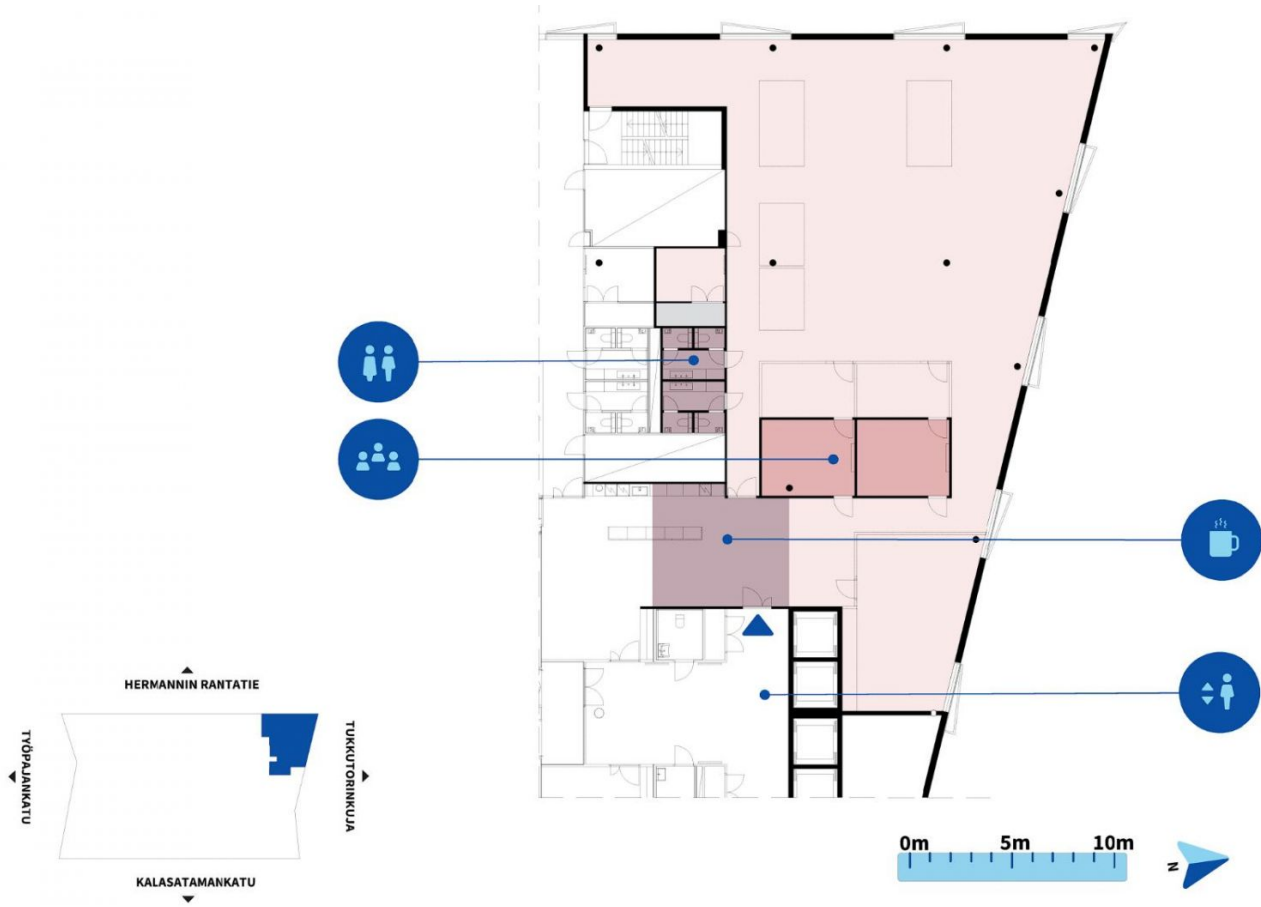 HERMANNIN RANTATIE
TYÖPAJANKATU
TUKKUTORINKUJA
KALASATAMANKATU
0m 5m 10m
N